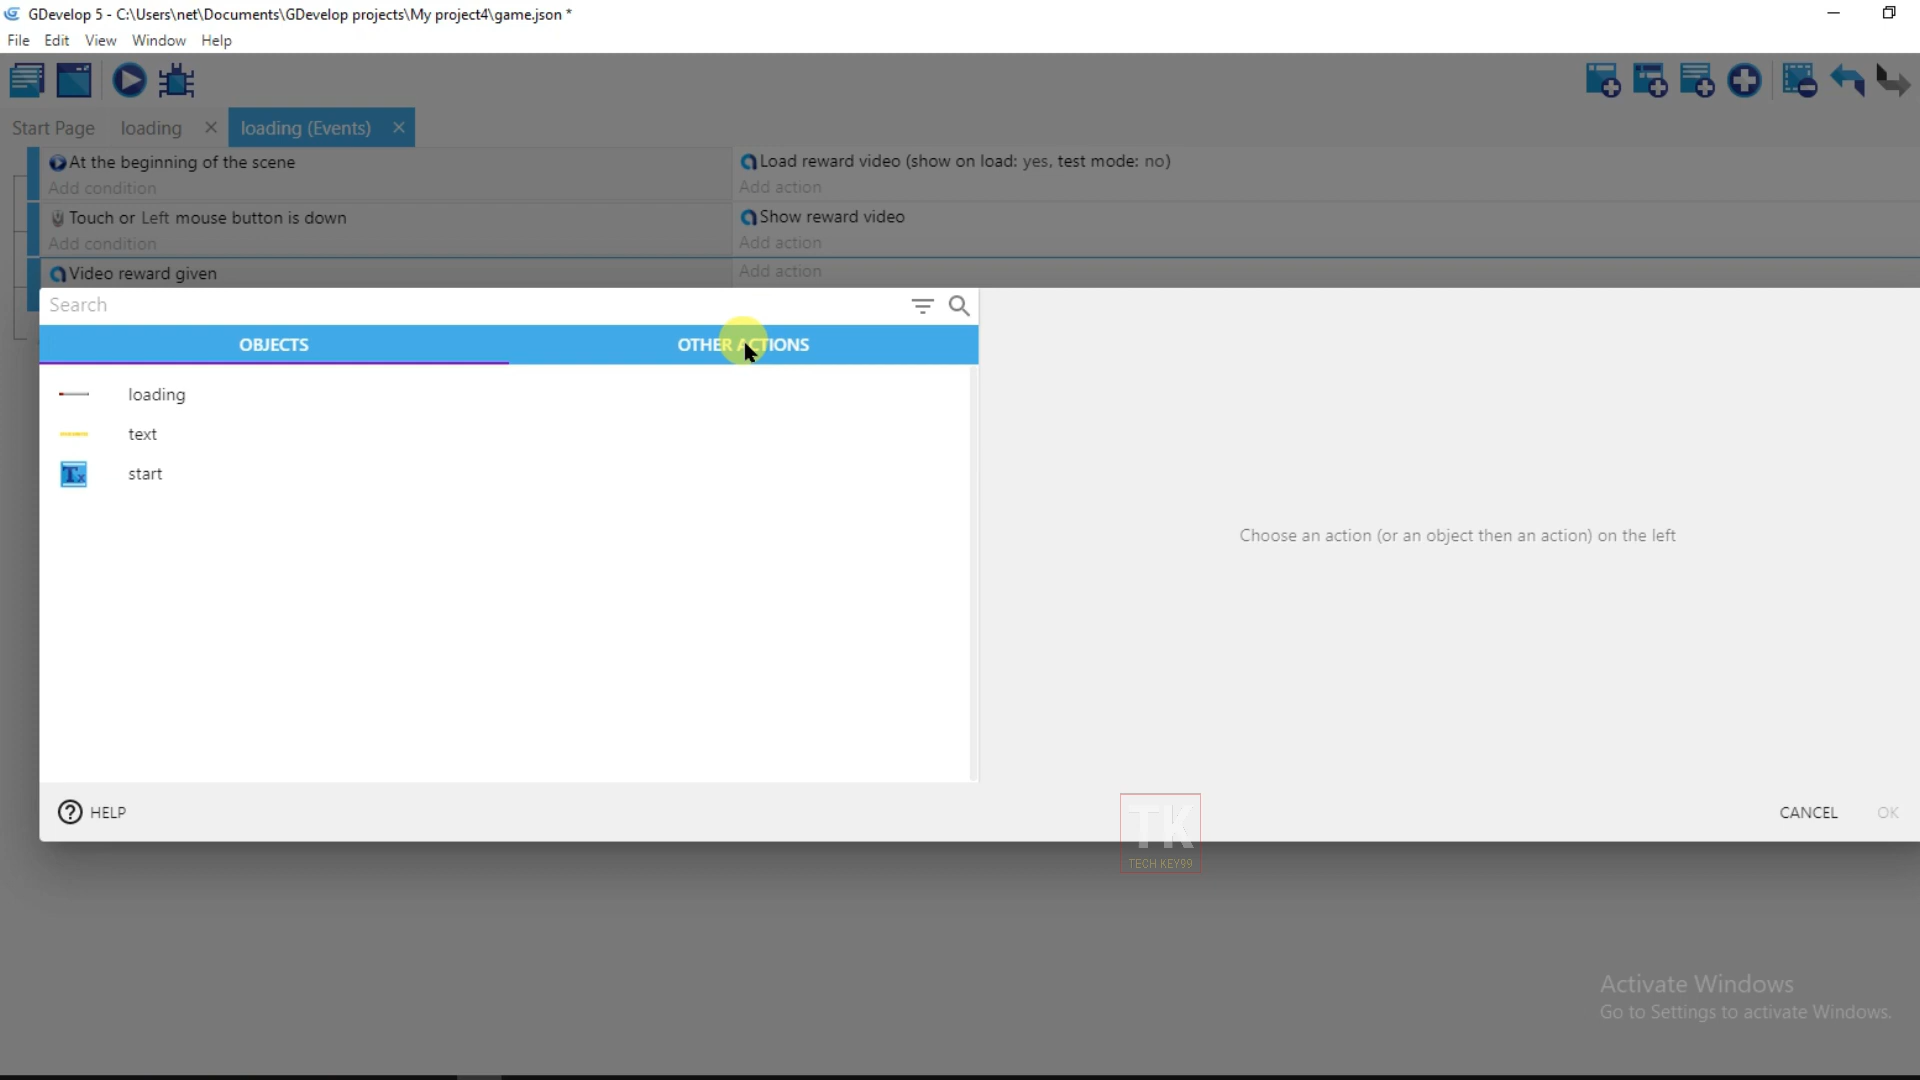 GDevelop 5 - C:\Users\net\Documents\GDevelop projects\My project4\game.json *
File Edit View Window Help
Start Page loading loading (Events)
At the beginning of the scene
Load reward video (show on load: yes, test mode: no)
Add condition
Add action
Touch or Left mouse button is down
Show reward video
Add condition
Add action
Video reward given
Add action
Search
OBJECTS OTHER ACTIONS
loading
text
Tx start
Choose an action (or an object then an action) on the left
HELP
CANCEL OK
TK
TECH KEY99
Activate Windows
Go to Settings to activate Windows.